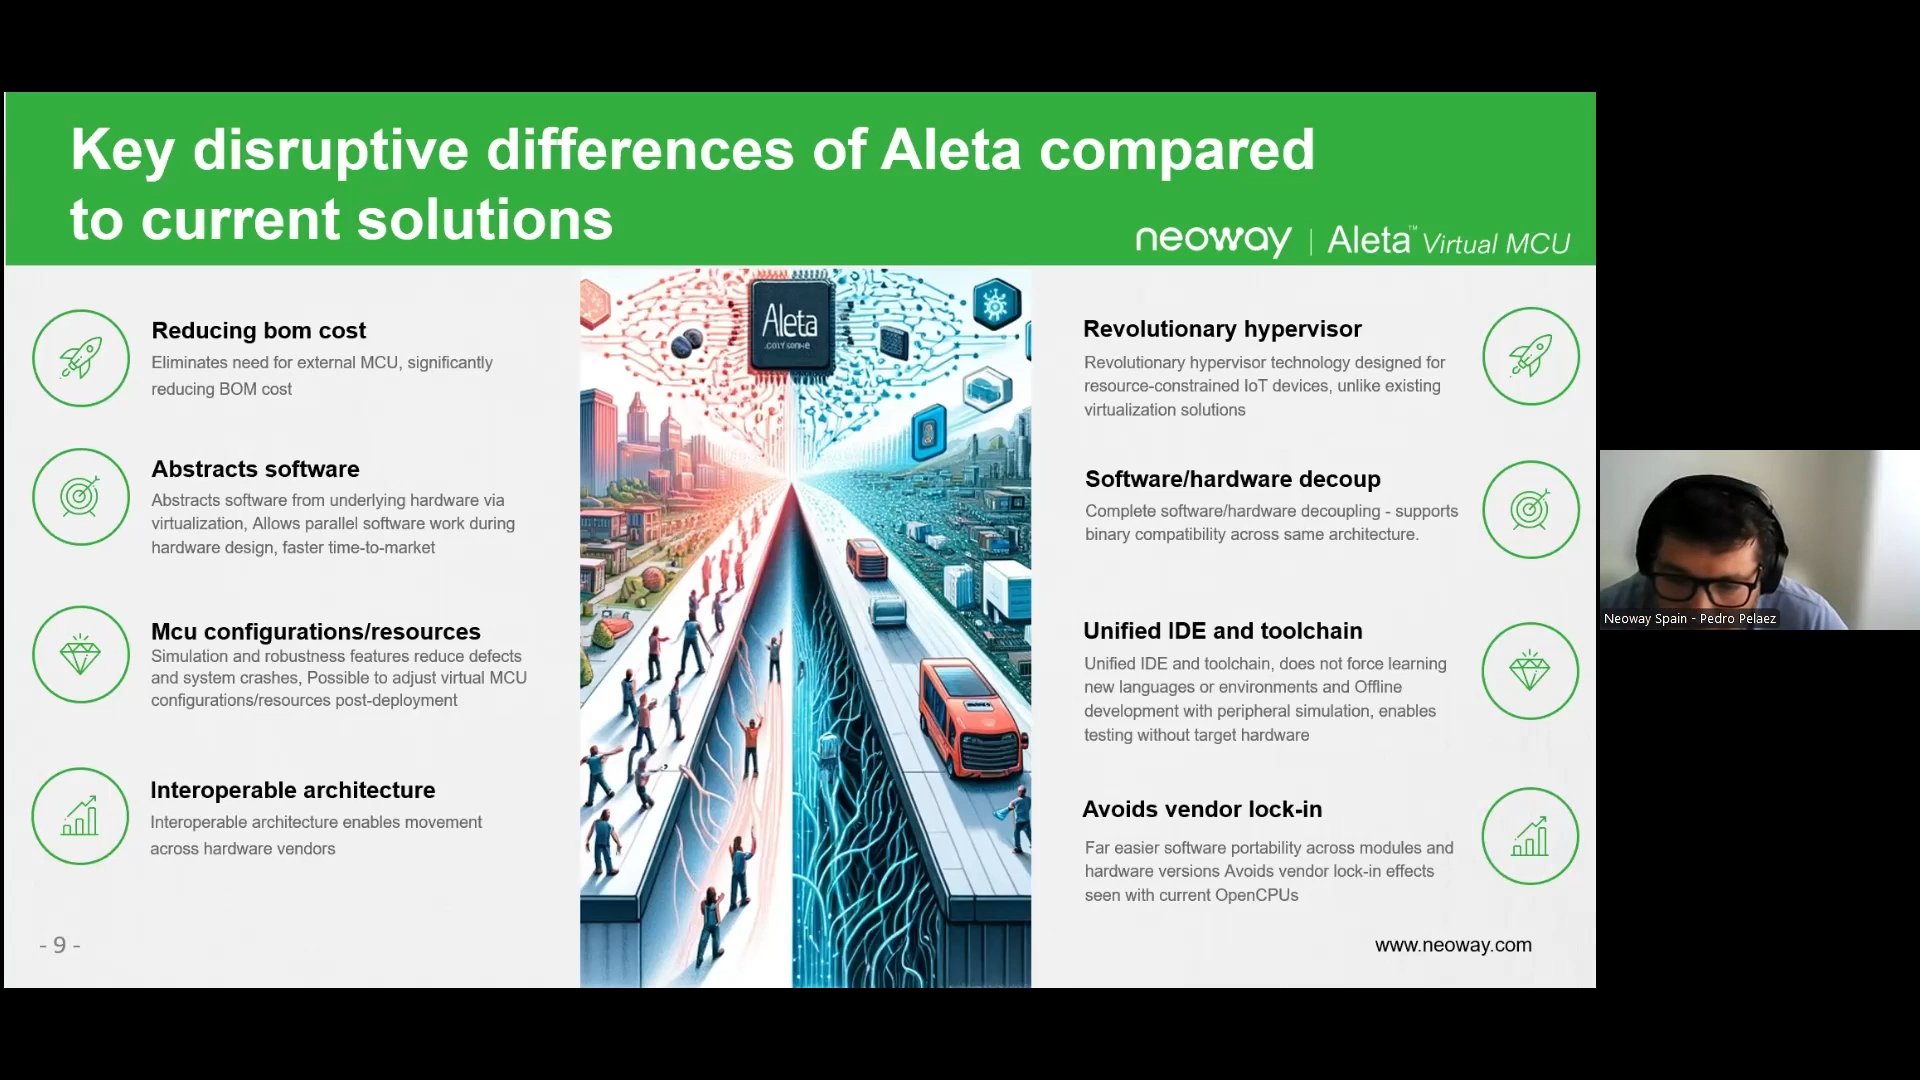 Key disruptive differences of Aleta compared
to current solutions
neoway | Aleta™ Virtual MCU
Reducing bom cost
Eliminates need for external MCU, significantly
reducing BOM cost
Abstracts software
Abstracts software from underlying hardware via
virtualization, Allows parallel software work during
hardware design, faster time-to-market
Mcu configurations/resources
Simulation and robustness features reduce defects
and system crashes, Possible to adjust virtual MCU
configurations/resources post-deployment
Interoperable architecture
Interoperable architecture enables movement
across hardware vendors
- 9 -
Aleta
Revolutionary hypervisor
Revolutionary hypervisor technology designed for
resource-constrained IoT devices, unlike existing
virtualization solutions
Software/hardware decoup
Complete software/hardware decoupling - supports
binary compatibility across same architecture.
Unified IDE and toolchain
Unified IDE and toolchain, does not force learning
new languages or environments and Offline
development with peripheral simulation, enables
testing without target hardware
Avoids vendor lock-in
Far easier software portability across modules and
hardware versions Avoids vendor lock-in effects
seen with current OpenCPUs
www.neoway.com
Neoway Spain - Pedro Pelaez